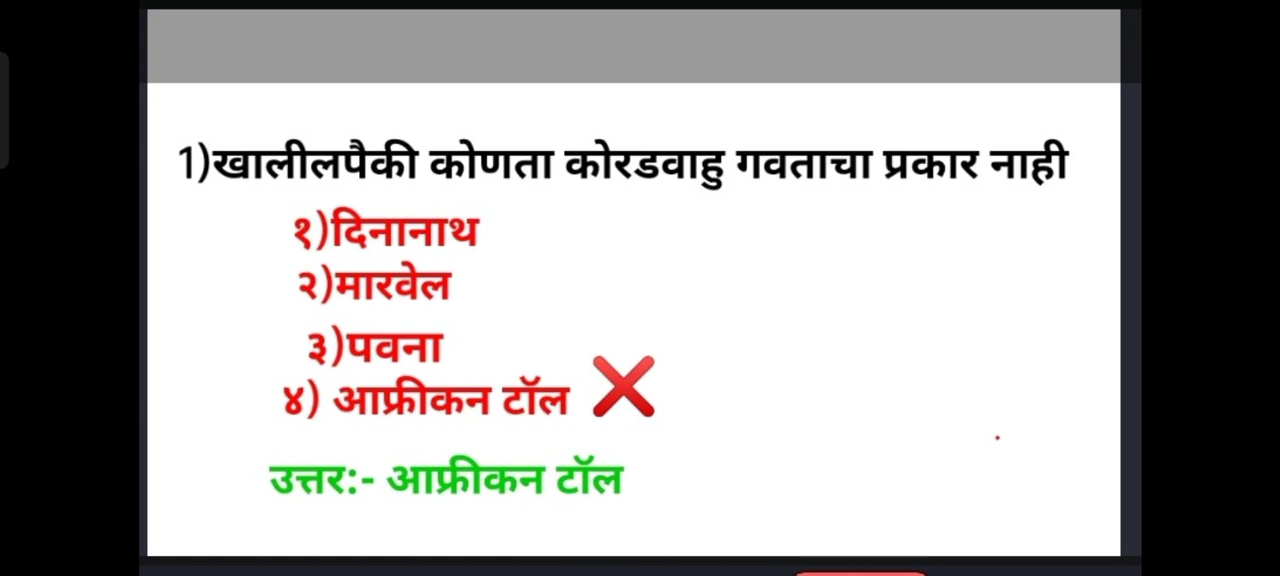 1)खालीलपैकी कोणता कोरडवाहु गवताचा प्रकार नाही
१)दिनानाथ
२)मारवेल
३)पवना
४) आफ्रीकन टॉल
उत्तर:- आफ्रीकन टॉल